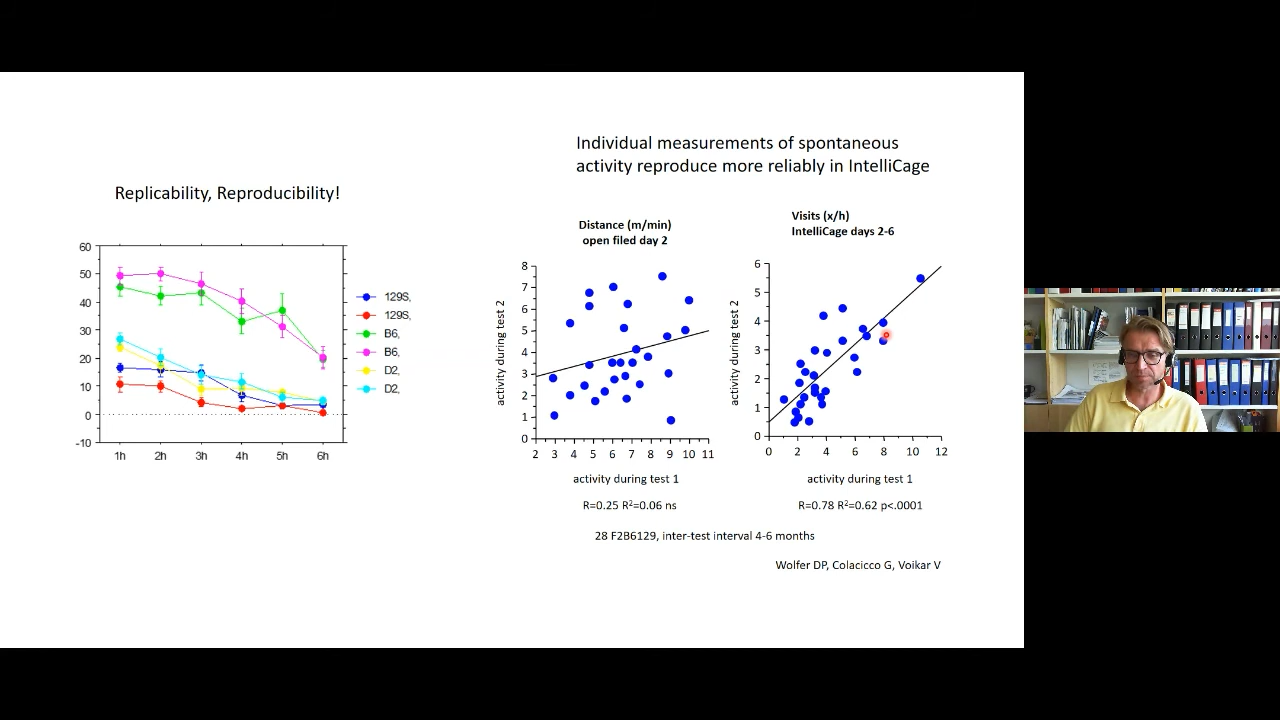 Individual measurements of spontaneous
activity reproduce more reliably in IntelliCage
Replicability, Reproducibility!
60
50
40
30
20
10
0
-10
1h 2h 3h 4h 5h 6h
129S,
129S,
B6,
B6,
D2,
D2,
Distance (m/min)
open filed day 2
activity during test 2
8
7
6
5
4
3
2
1
0
2 3 4 5 6 7 8 9 10 11
activity during test 1
R=0.25 R²=0.06 ns
Visits (x/h)
IntelliCage days 2-6
activity during test 2
6
5
4
3
2
1
0
0 2 4 6 8 10 12
activity during test 1
R=0.78 R²=0.62 p<.0001
28 F2B6129, inter-test interval 4-6 months
Wolfer DP, Colacicco G, Voikar V